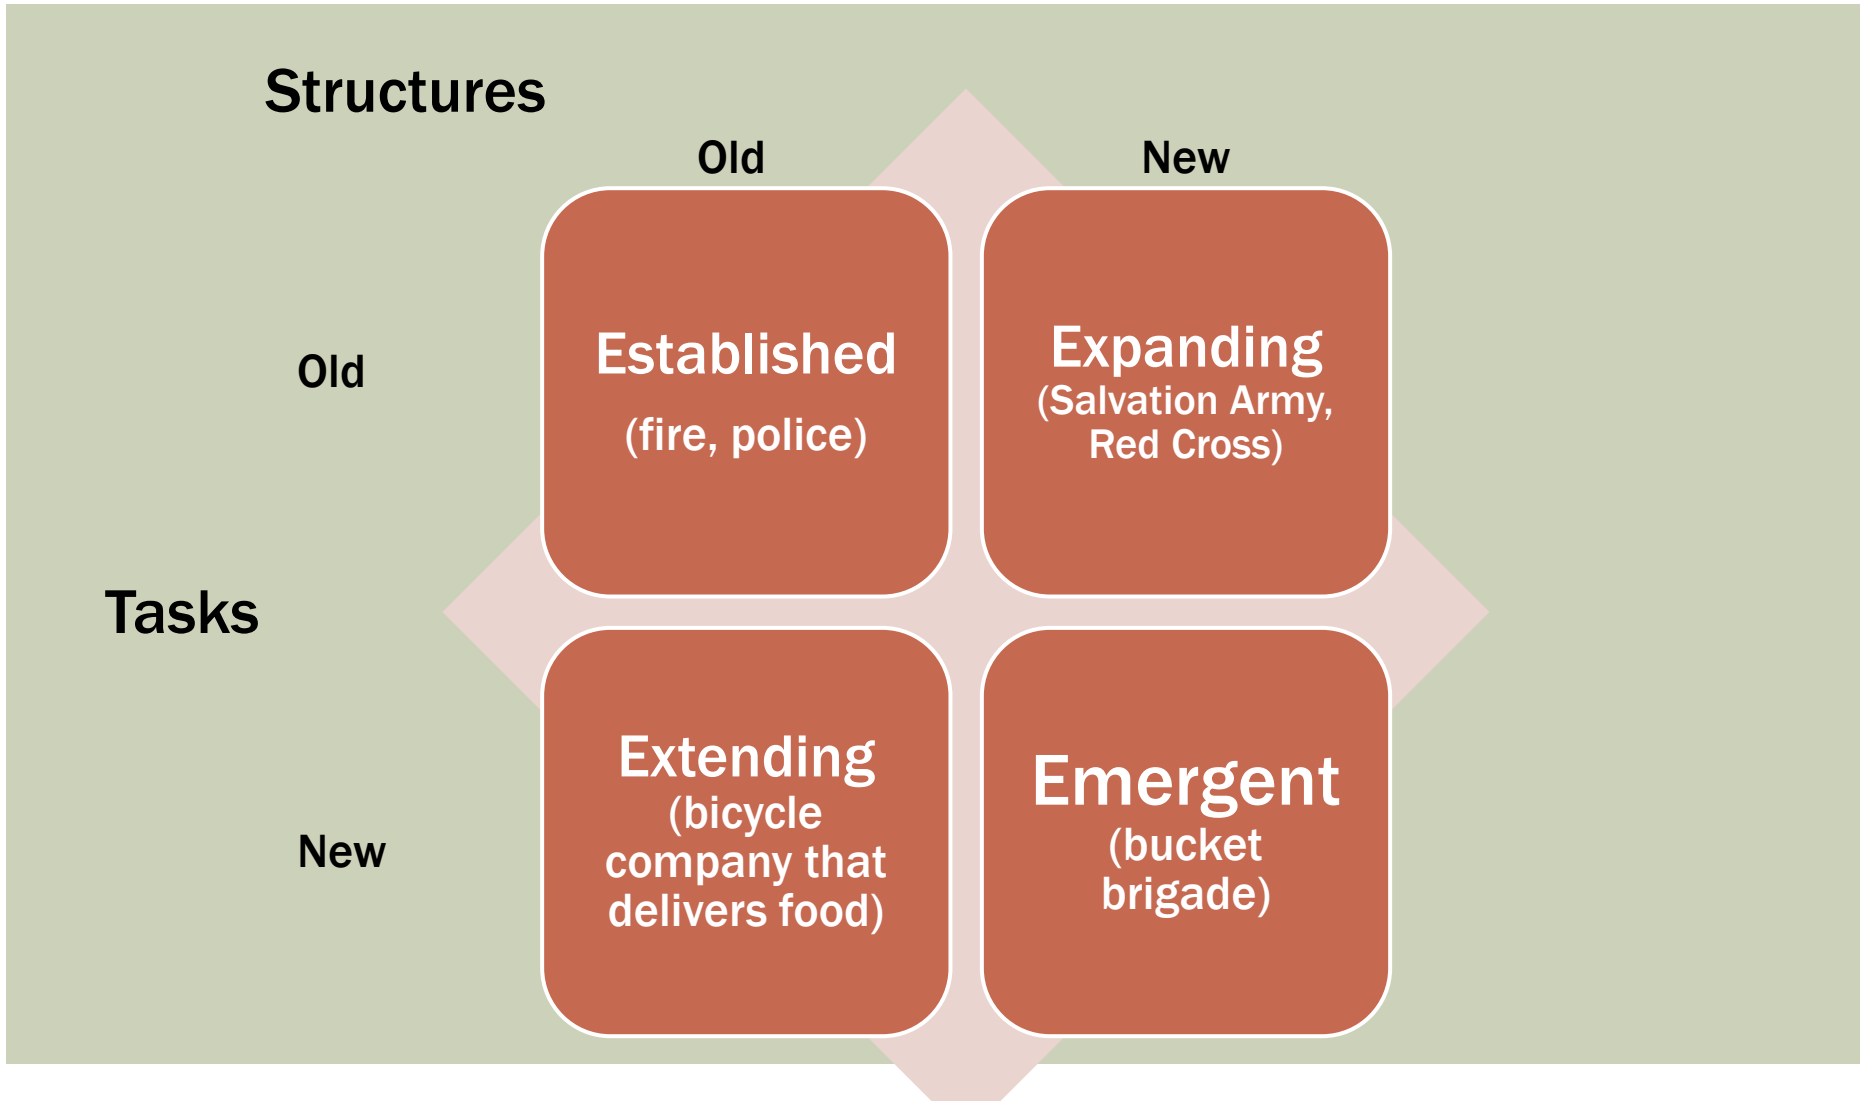 Structures
Old
New
Old
Established
(fire, police)
Expanding
(Salvation Army,
Red Cross)
Tasks
New
Extending
(bicycle
company that
delivers food)
Emergent
(bucket
brigade)